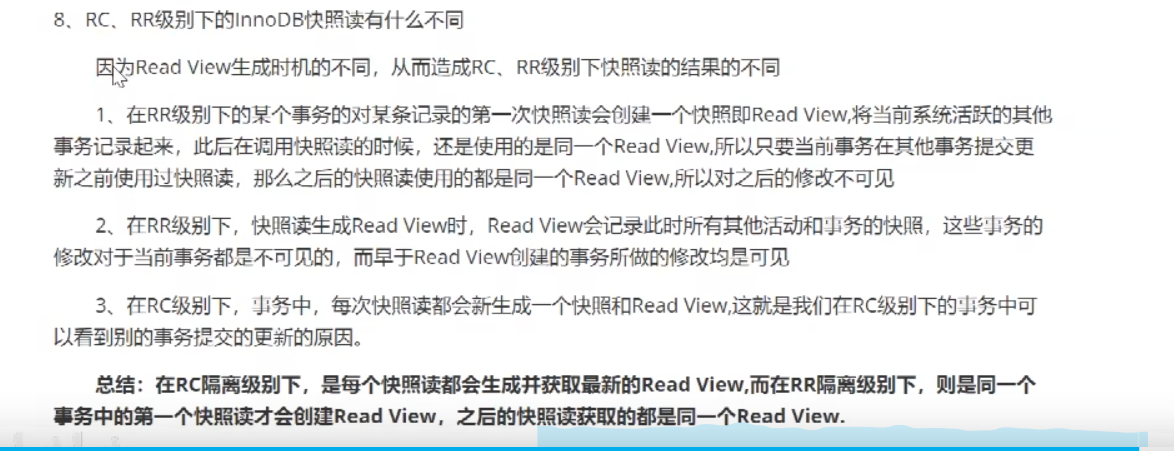 8、RC、RR级别下的InnoDB快照读有什么不同
因为Read View生成时机的不同，从而造成RC、RR级别下快照读的结果的不同
1、在RR级别下的某个事务的对某条记录的第一次快照读会创建一个快照即Read View,将当前系统活跃的其他
事务记录起来，此后在调用快照读的时候，还是使用的是同一个Read View,所以只要当前事务在其他事务提交更
新之前使用过快照读，那么之后的快照读使用的都是同一个Read View,所以对之后的修改不可见
2、在RR级别下，快照读生成Read View时，Read View会记录此时所有其他活动和事务的快照，这些事务的
修改对于当前事务都是不可见的，而早于Read View创建的事务所做的修改均是可见
3、在RC级别下，事务中，每次快照读都会新生成一个快照和Read View,这就是我们在RC级别下的事务中可
以看到别的事务提交的更新的原因。
总结：在RC隔离级别下，是每个快照读都会生成并获取最新的Read View,而在RR隔离级别下，则是同一个
事务中的第一个快照读才会创建Read View，之后的快照读获取的都是同一个Read View.